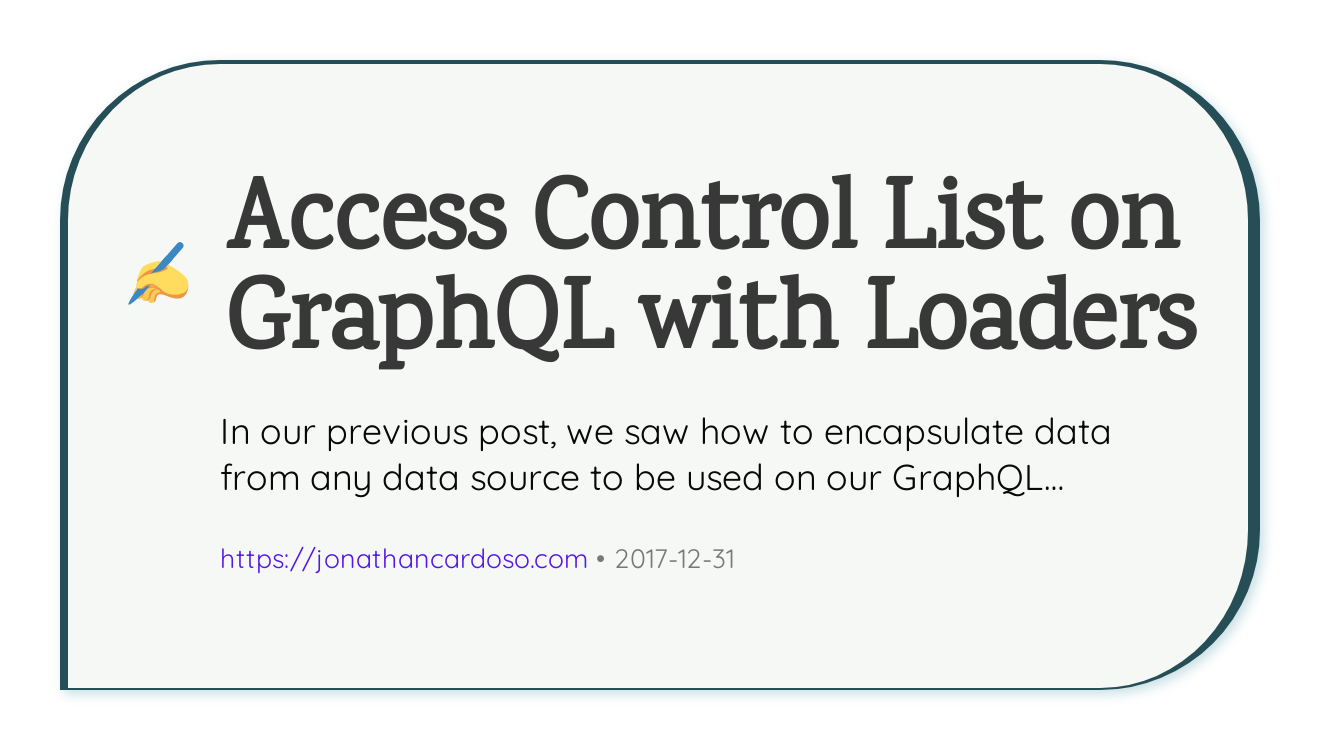 Access Control List on
GraphQL with Loaders
In our previous post, we saw how to encapsulate data
from any data source to be used on our GraphQL...
https://jonathancardoso.com • 2017-12-31